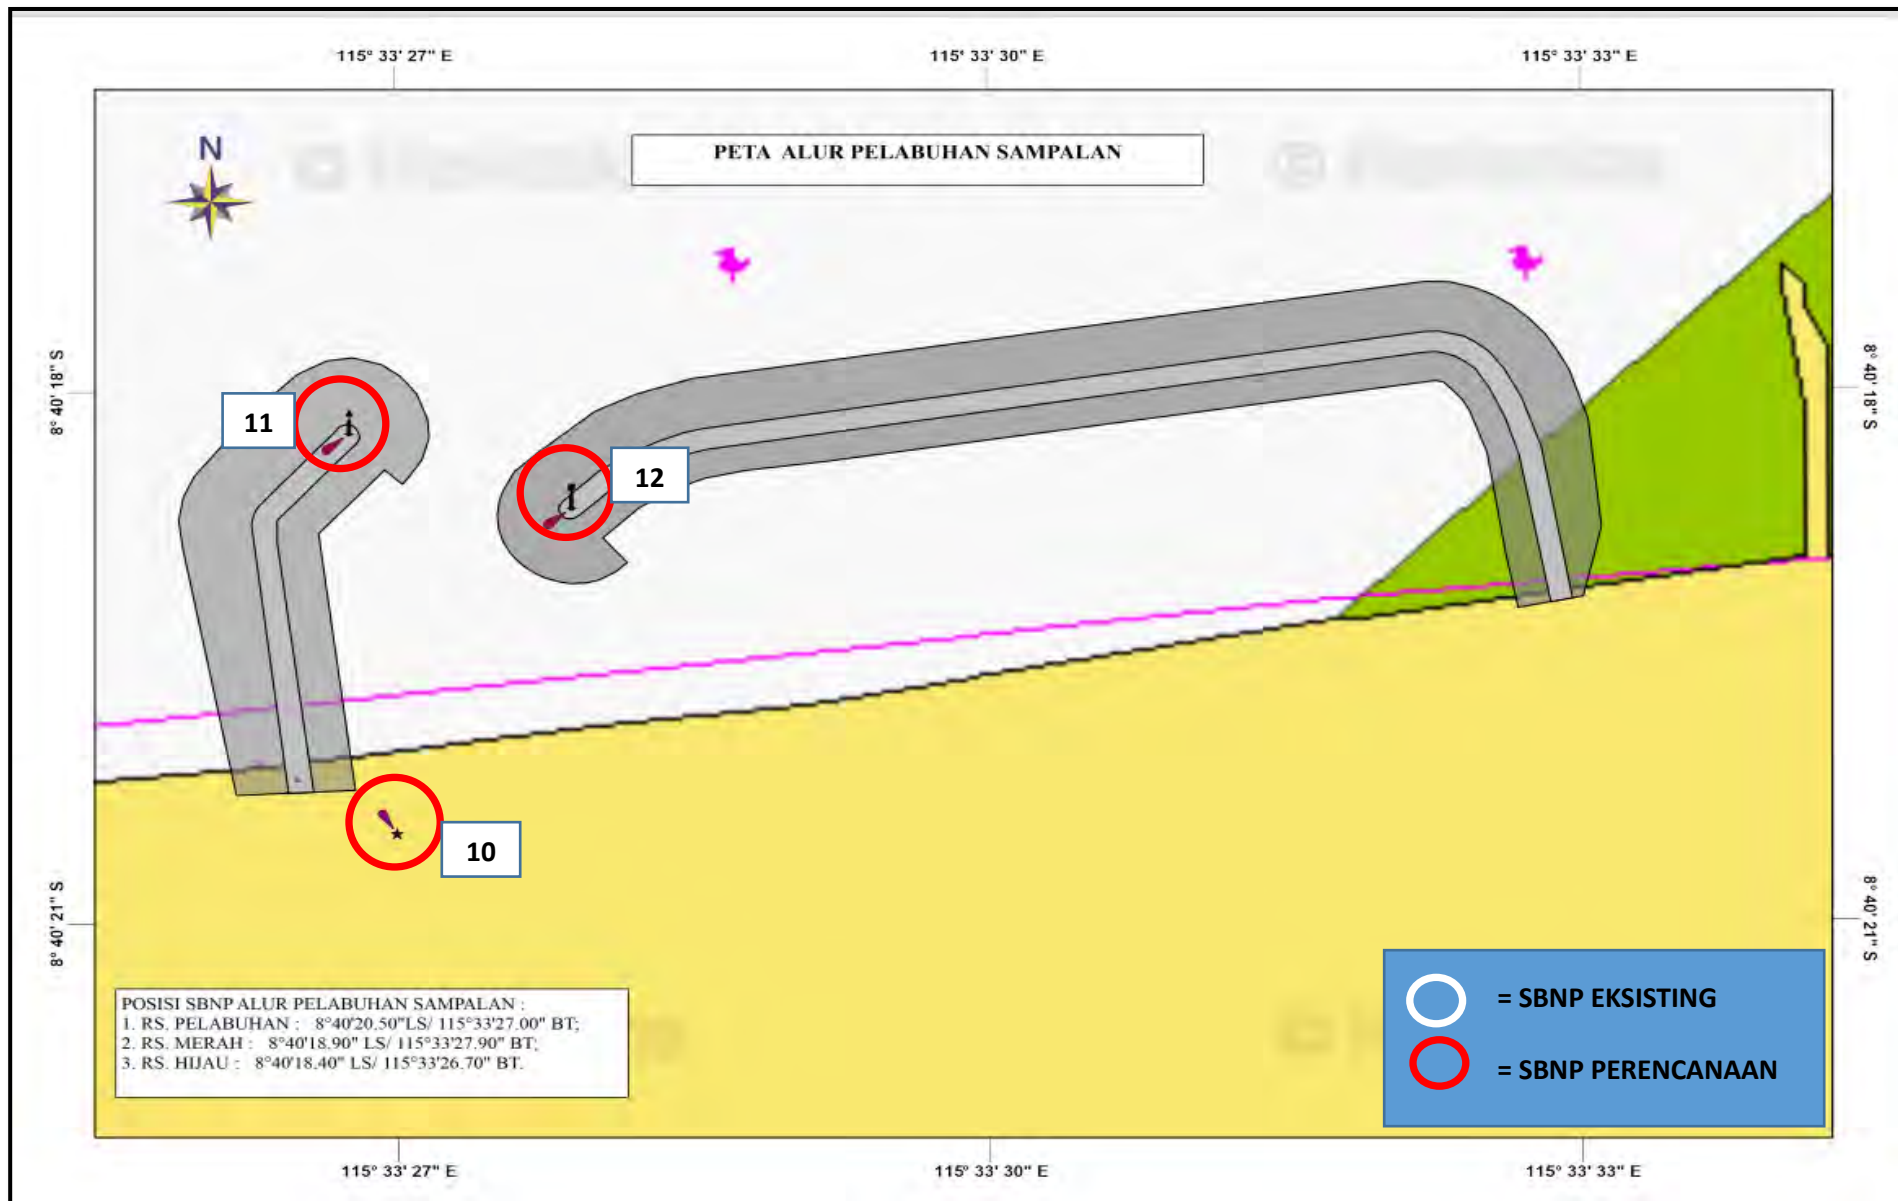 115° 33' 27" E
115° 33' 30" E
115° 33' 33" E
N
PETA ALUR PELABUHAN SAMPALAN
8° 40' 18" S
8° 40' 18" S
11
12
10
8° 40' 21" S
8° 40' 21" S
POSISI SBNP ALUR PELABUHAN SAMPALAN :
1. RS. PELABUHAN : 8°40'20.50"LS/ 115°33'27.00" BT;
2. RS. MERAH : 8°40'18.90" LS/ 115°33'27.90" BT;
3. RS. HIJAU : 8°40'18.40" LS/ 115°33'26.70" BT.
= SBNP EKSISTING
= SBNP PERENCANAAN
115° 33' 27" E
115° 33' 30" E
115° 33' 33" E